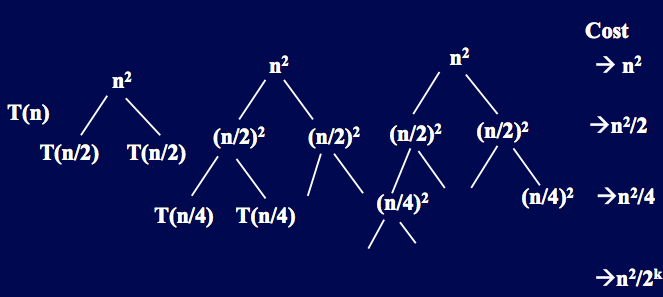 Cost
n² n² n² → n²
T(n)
(n/2)² (n/2)² (n/2)² (n/2)² →n²/2
T(n/2) T(n/2)
T(n/4) T(n/4) (n/4)² (n/4)² →n²/4
→n²/2ᵏ